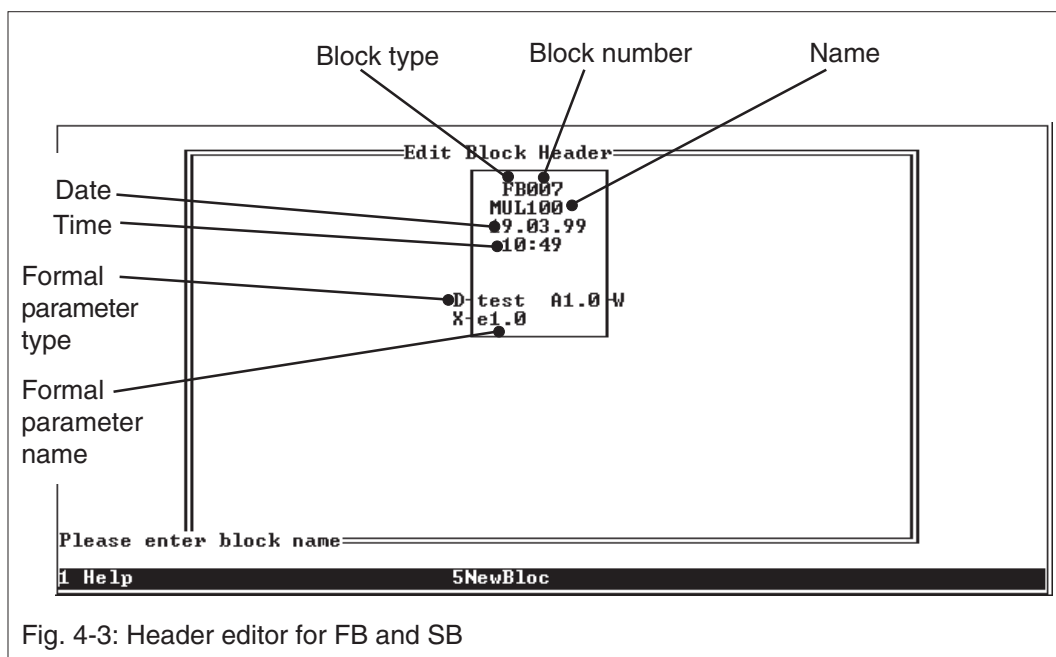 Block type
Block number
Name
Edit Block Header
FB007
MUL100
19.03.99
10:49
Date
Time
Formal
parameter
type
D test A1.0 W
X e1.0
Formal
parameter
name
Please enter block name
1 Help 5NewBloc
Fig. 4-3: Header editor for FB and SB